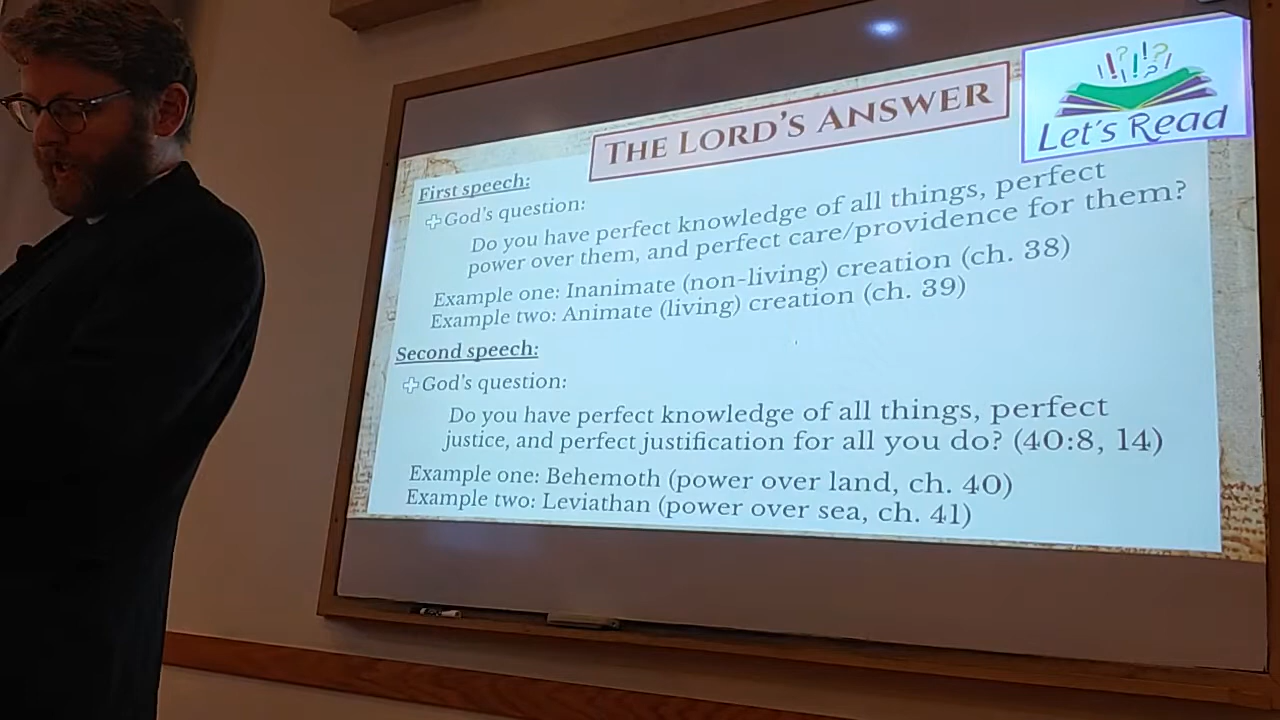 THE LORD'S ANSWER
Let's Read
First speech:
God's question:
Do you have perfect knowledge of all things, perfect
power over them, and perfect care/providence for them?
Example one: Inanimate (non-living) creation (ch. 38)
Example two: Animate (living) creation (ch. 39)
Second speech:
God's question:
Do you have perfect knowledge of all things, perfect
justice, and perfect justification for all you do? (40:8, 14)
Example one: Behemoth (power over land, ch. 40)
Example two: Leviathan (power over sea, ch. 41)